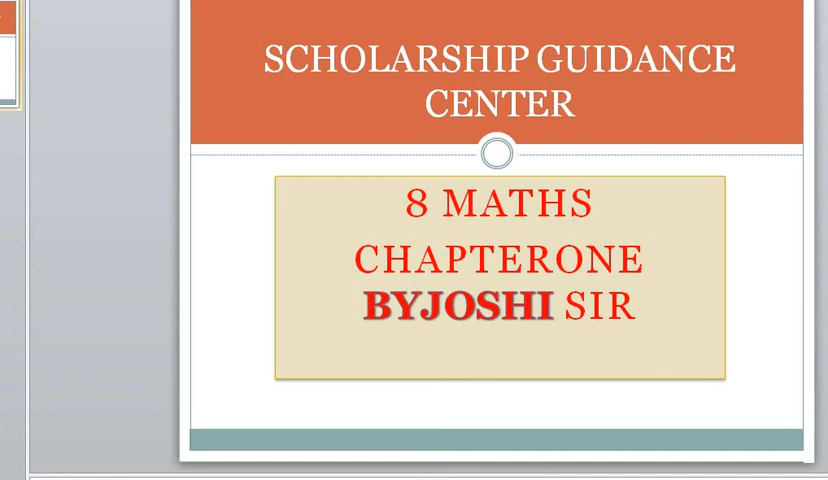 SCHOLARSHIP GUIDANCE
CENTER
8 MATHS
CHAPTERONE
BYJOSHI SIR